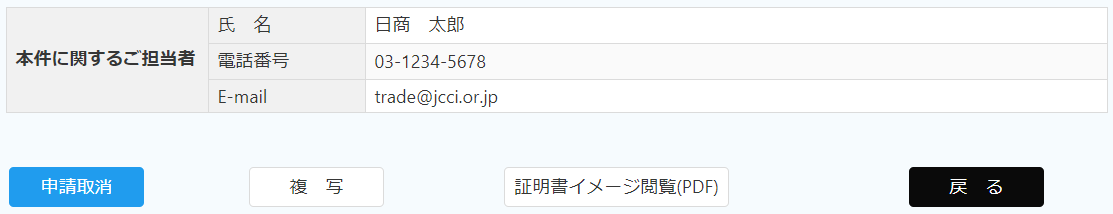 本件に関するご担当者
氏　名
日商　太郎
電話番号
03-1234-5678
E-mail
trade@jcci.or.jp
申請取消
複　写
証明書イメージ閲覧(PDF)
戻　る